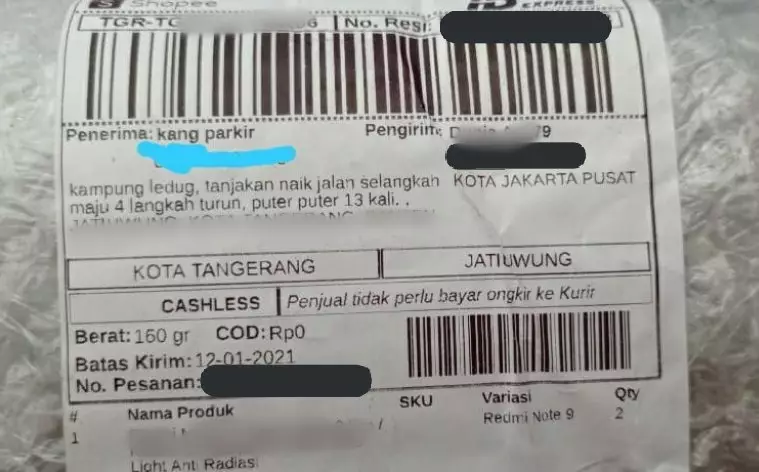 Shopee EXPRESS
No. Resi:
Penerima: kang parkir Pengirim:
kampung ledug, tanjakan naik jalan selangkah KOTA JAKARTA PUSAT
maju 4 langkah turun, puter puter 13 kali. .
KOTA TANGERANG JATIUWUNG
CASHLESS Penjual tidak perlu bayar ongkir ke Kurir
Berat: 160 gr COD: Rp0
Batas Kirim: 12-01-2021
No. Pesanan:
# Nama Produk SKU Variasi Qty
1 Redmi Note 9 2
Light Anti Radiasi